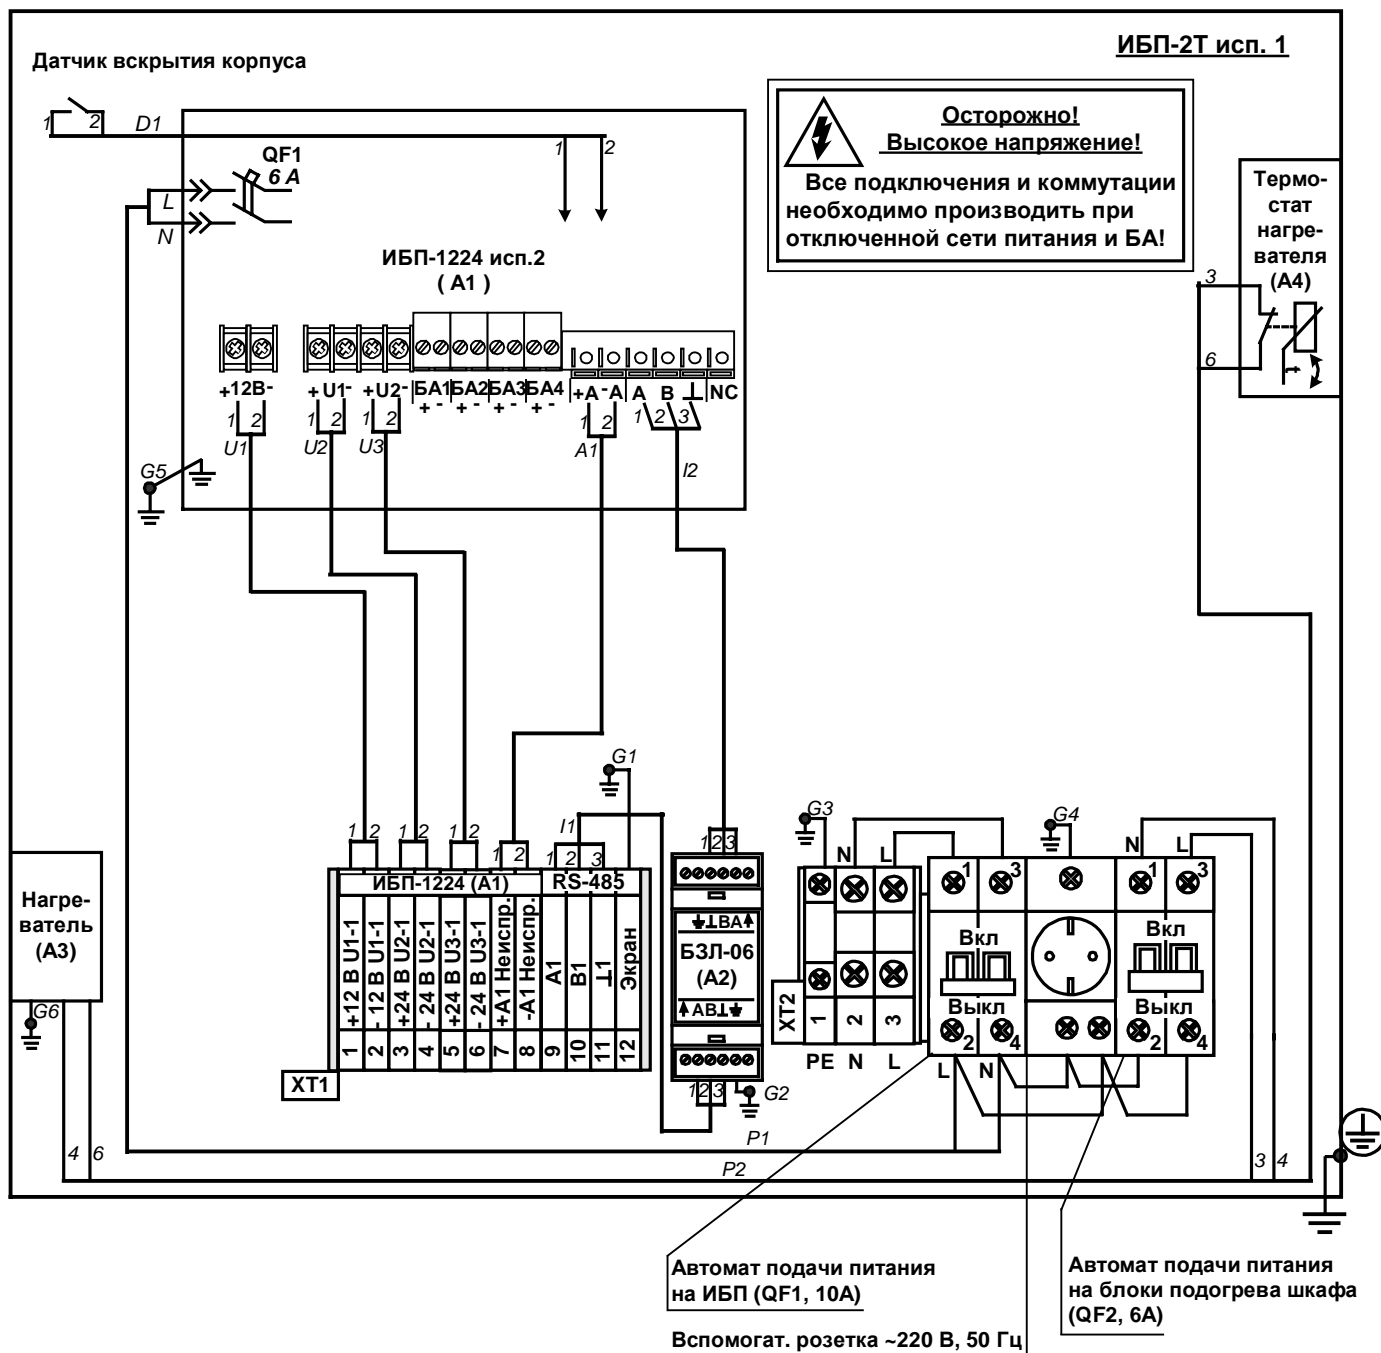 ИБП-2Т исп. 1
Датчик вскрытия корпуса
1 2 D1
QF1
6 А
L
N
1 2
Осторожно!
Высокое напряжение!
Все подключения и коммутации
необходимо производить при
отключенной сети питания и БА!
Термо-
стат
нагре-
вателя
(А4)
3
6
ИБП-1224 исп.2
( А1 )
+12В- +U1- +U2- БА1 БА2 БА3 БА4 +А -А А В ⊥ NC
+ - + - + - + -
1 2 1 2 1 2 1 2 1 2 3
U1 U2 U3 A1 I2
G5
G1
1 2 1 2 1 2 1 2 I1 1 2 3
ИБП-1224 (А1) RS-485
+12 В U1-1
- 12 В U1-1
+24 В U2-1
- 24 В U2-1
+24 В U3-1
- 24 В U3-1
+А1 Неиспр.
-А1 Неиспр.
А1
В1
⊥1
Экран
1 2 3 4 5 6 7 8 9 10 11 12
ХТ1
Нагре-
ватель
(А3)
G6
4 6
1 2 3
⏚⊥ВА
БЗЛ-06
(А2)
АВ⊥⏚
1 2 3 G2
G3
N L
ХТ2
1 2 3
PE N L
G4
N L
1 3 1 3
Вкл Вкл
Выкл Выкл
2 4 2 4
L N
P1
P2
3 4
Автомат подачи питания
на ИБП (QF1, 10А)
Автомат подачи питания
на блоки подогрева шкафа
(QF2, 6А)
Вспомогат. розетка ~220 В, 50 Гц